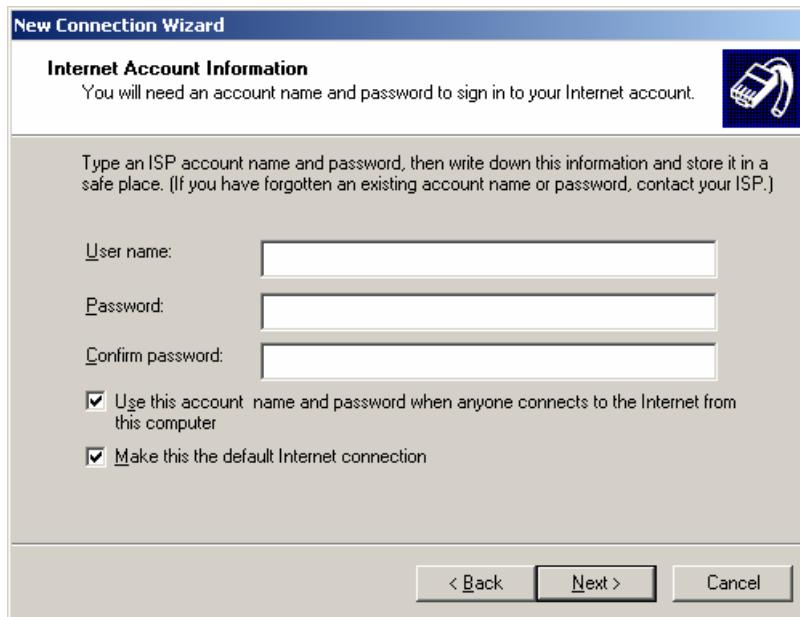 New Connection Wizard
Internet Account Information
You will need an account name and password to sign in to your Internet account.
Type an ISP account name and password, then write down this information and store it in a
safe place. (If you have forgotten an existing account name or password, contact your ISP.)
User name:
Password:
Confirm password:
Use this account name and password when anyone connects to the Internet from
this computer
Make this the default Internet connection
< Back Next > Cancel